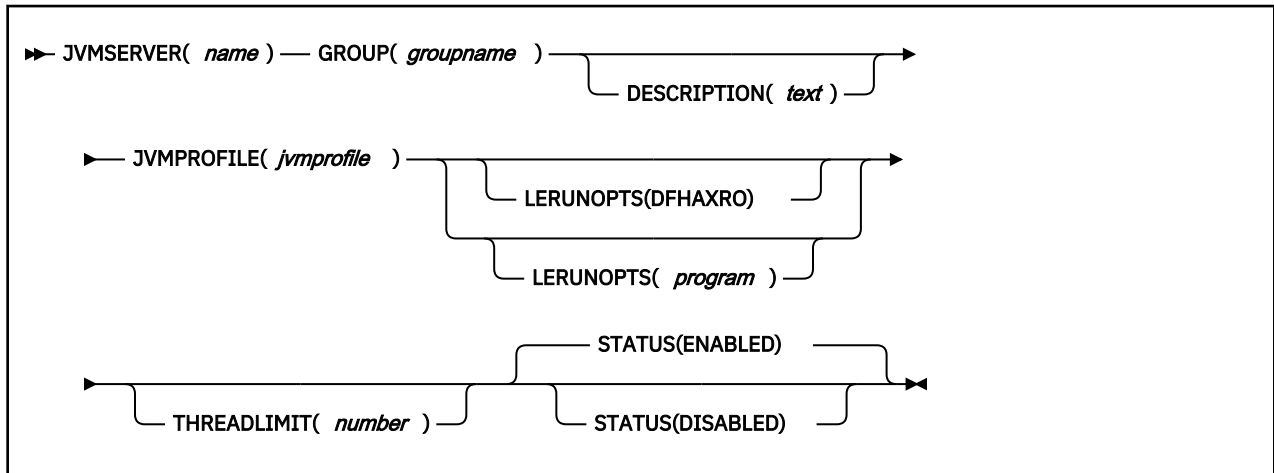 JVMSERVER( name ) GROUP( groupname )
DESCRIPTION( text )
JVMPROFILE( jvmprofile )
LERUNOPTS(DFHAXRO)
LERUNOPTS( program )
STATUS(ENABLED)
THREADLIMIT( number )
STATUS(DISABLED)